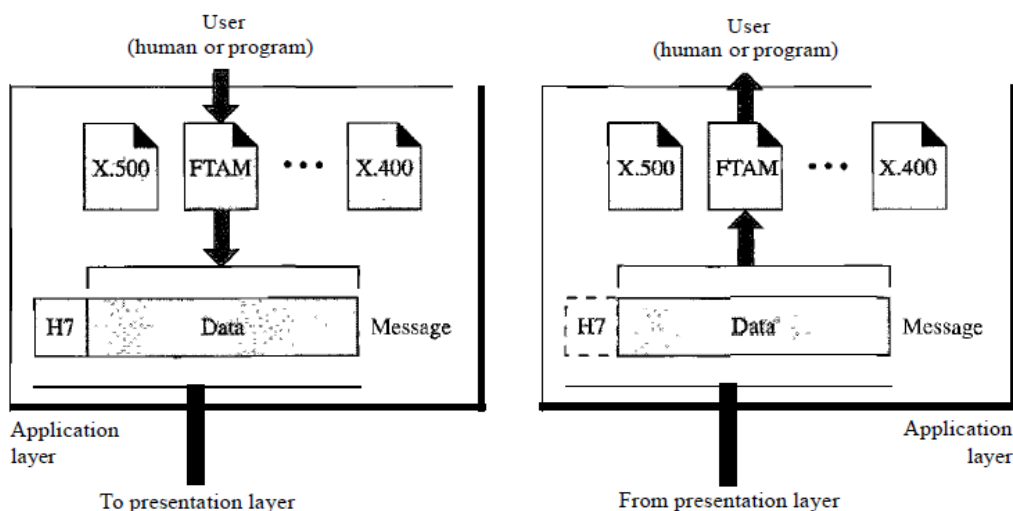 User
(human or program)
X.500
FTAM
•••
X.400
H7
Data
Message
Application
layer
To presentation layer
User
(human or program)
X.500
FTAM
•••
X.400
H7
Data
Message
Application
layer
From presentation layer